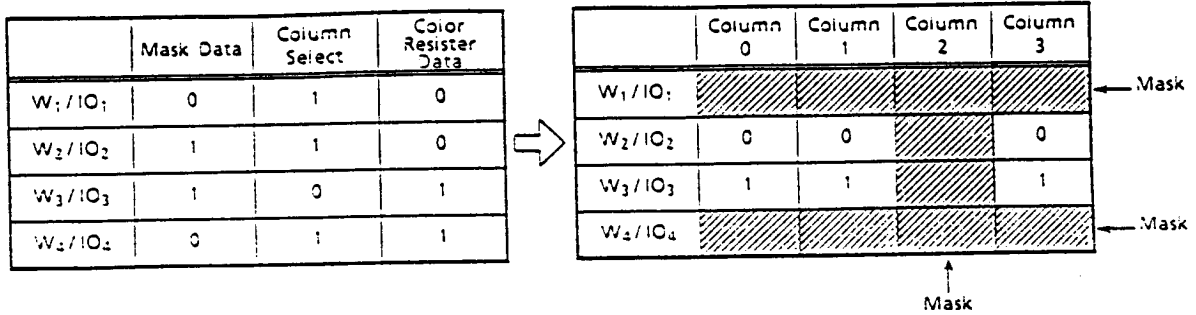 Mask Data | Column Select | Color Resister Data
W₁/IO₁ | 0 | 1 | 0
W₂/IO₂ | 1 | 1 | 0
W₃/IO₃ | 1 | 0 | 1
W₄/IO₄ | 0 | 1 | 1
Column 0 | Column 1 | Column 2 | Column 3
W₁/IO₁
Mask
W₂/IO₂ | 0 | 0 | 0
W₃/IO₃ | 1 | 1 | 1
W₄/IO₄
Mask
Mask